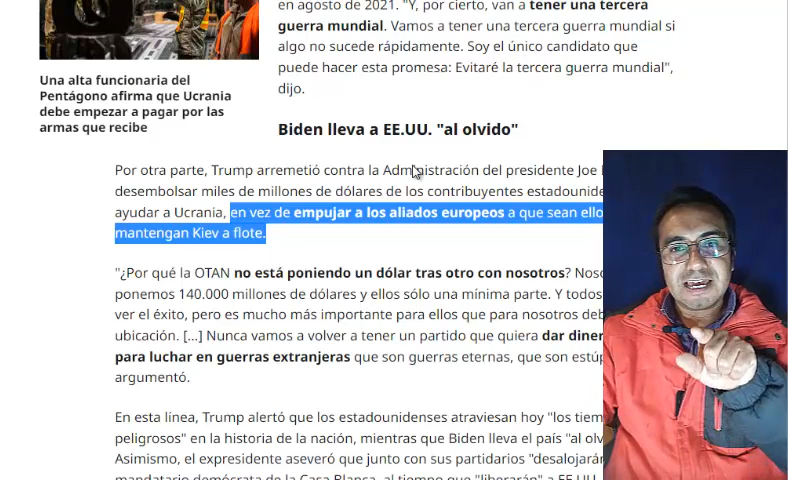 en agosto de 2021. "Y, por cierto, van a tener una tercera
guerra mundial. Vamos a tener una tercera guerra mundial si
algo no sucede rápidamente. Soy el único candidato que
puede hacer esta promesa: Evitaré la tercera guerra mundial",
dijo.
Una alta funcionaria del
Pentágono afirma que Ucrania
debe empezar a pagar por las
armas que recibe
Biden lleva a EE.UU. "al olvido"
Por otra parte, Trump arremetió contra la Administración del presidente Joe
desembolsar miles de millones de dólares de los contribuyentes
ayudar a Ucrania, en vez de empujar a los aliados europeos a que sean
mantengan Kiev a flote.
"¿Por qué la OTAN no está poniendo un dólar tras otro con nosotros?
ponemos 140.000 millones de dólares y ellos sólo una mínima parte. Y todos
ver el éxito, pero es mucho más importante para ellos que para nosotros
ubicación. [...] Nunca vamos a volver a tener un partido que quiera dar
para luchar en guerras extranjeras que son guerras eternas, que son
argumentó.
En esta línea, Trump alertó que los estadounidenses atraviesan hoy "los
peligrosos" en la historia de la nación, mientras que Biden lleva el país "al
Asimismo, el expresidente aseveró que junto con sus partidarios
mandatario demócrata de la Casa Blanca, al tiempo que "liberarán" a EE.UU.